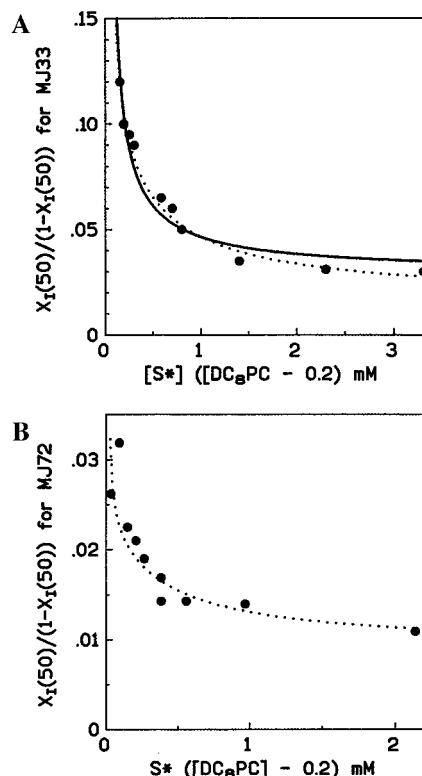 A
.15
.10
.05
0
X_I(50)/(1-X_I(50)) for MJ33
0 1 2 3
[S*] ([DC₈PC - 0.2) mM
B
.03
.02
.01
0
X_I(50)/(1-X_I(50)) for MJ72
0 1 2
S* ([DC₈PC] - 0.2) mM